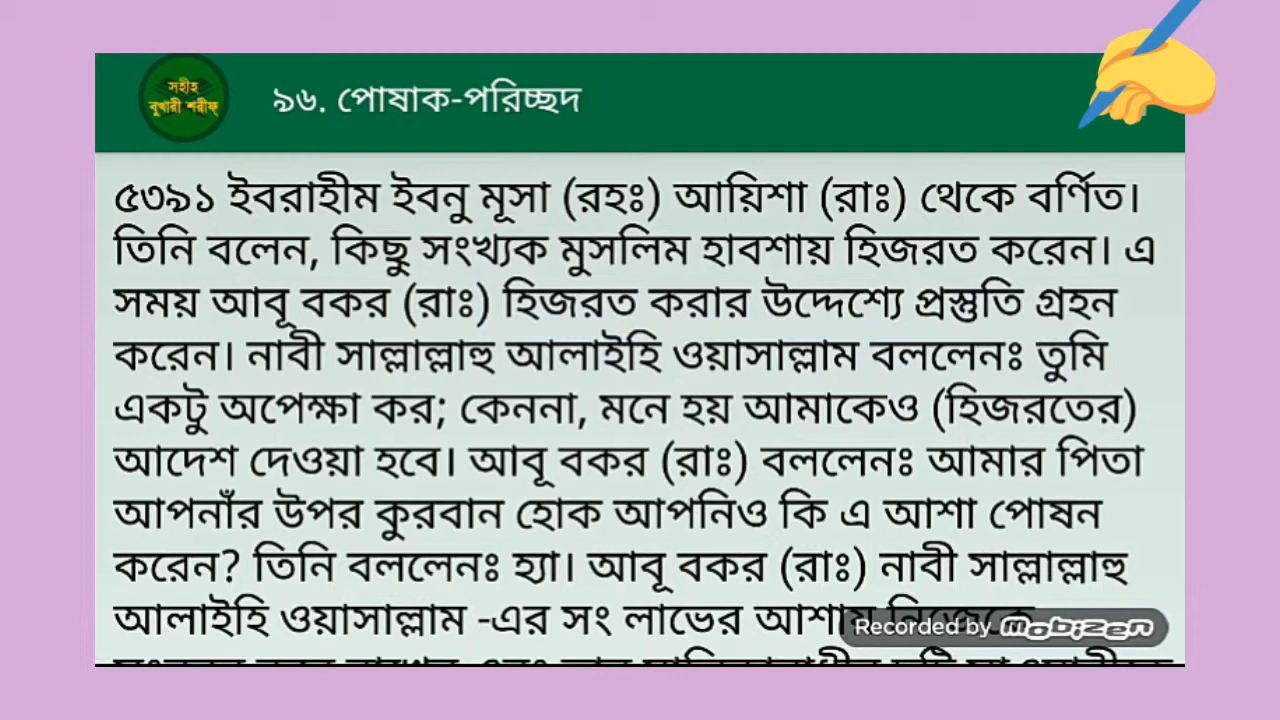 সহীহ
বুখারী শরীফ
৯৬. পোষাক-পরিচ্ছদ
৫৩৯১ ইবরাহীম ইবনু মূসা (রহঃ) আয়িশা (রাঃ) থেকে বর্ণিত।
তিনি বলেন, কিছু সংখ্যক মুসলিম হাবশায় হিজরত করেন। এ
সময় আবূ বকর (রাঃ) হিজরত করার উদ্দেশ্যে প্রস্তুতি গ্রহন
করেন। নাবী সাল্লাল্লাহু আলাইহি ওয়াসাল্লাম বললেনঃ তুমি
একটু অপেক্ষা কর; কেননা, মনে হয় আমাকেও (হিজরতের)
আদেশ দেওয়া হবে। আবূ বকর (রাঃ) বললেনঃ আমার পিতা
আপনাঁর উপর কুরবান হোক আপনিও কি এ আশা পোষন
করেন? তিনি বললেনঃ হ্যা। আবূ বকর (রাঃ) নাবী সাল্লাল্লাহু
আলাইহি ওয়াসাল্লাম -এর সং লাভের আশায় নিজেকে
Recorded by mobizen